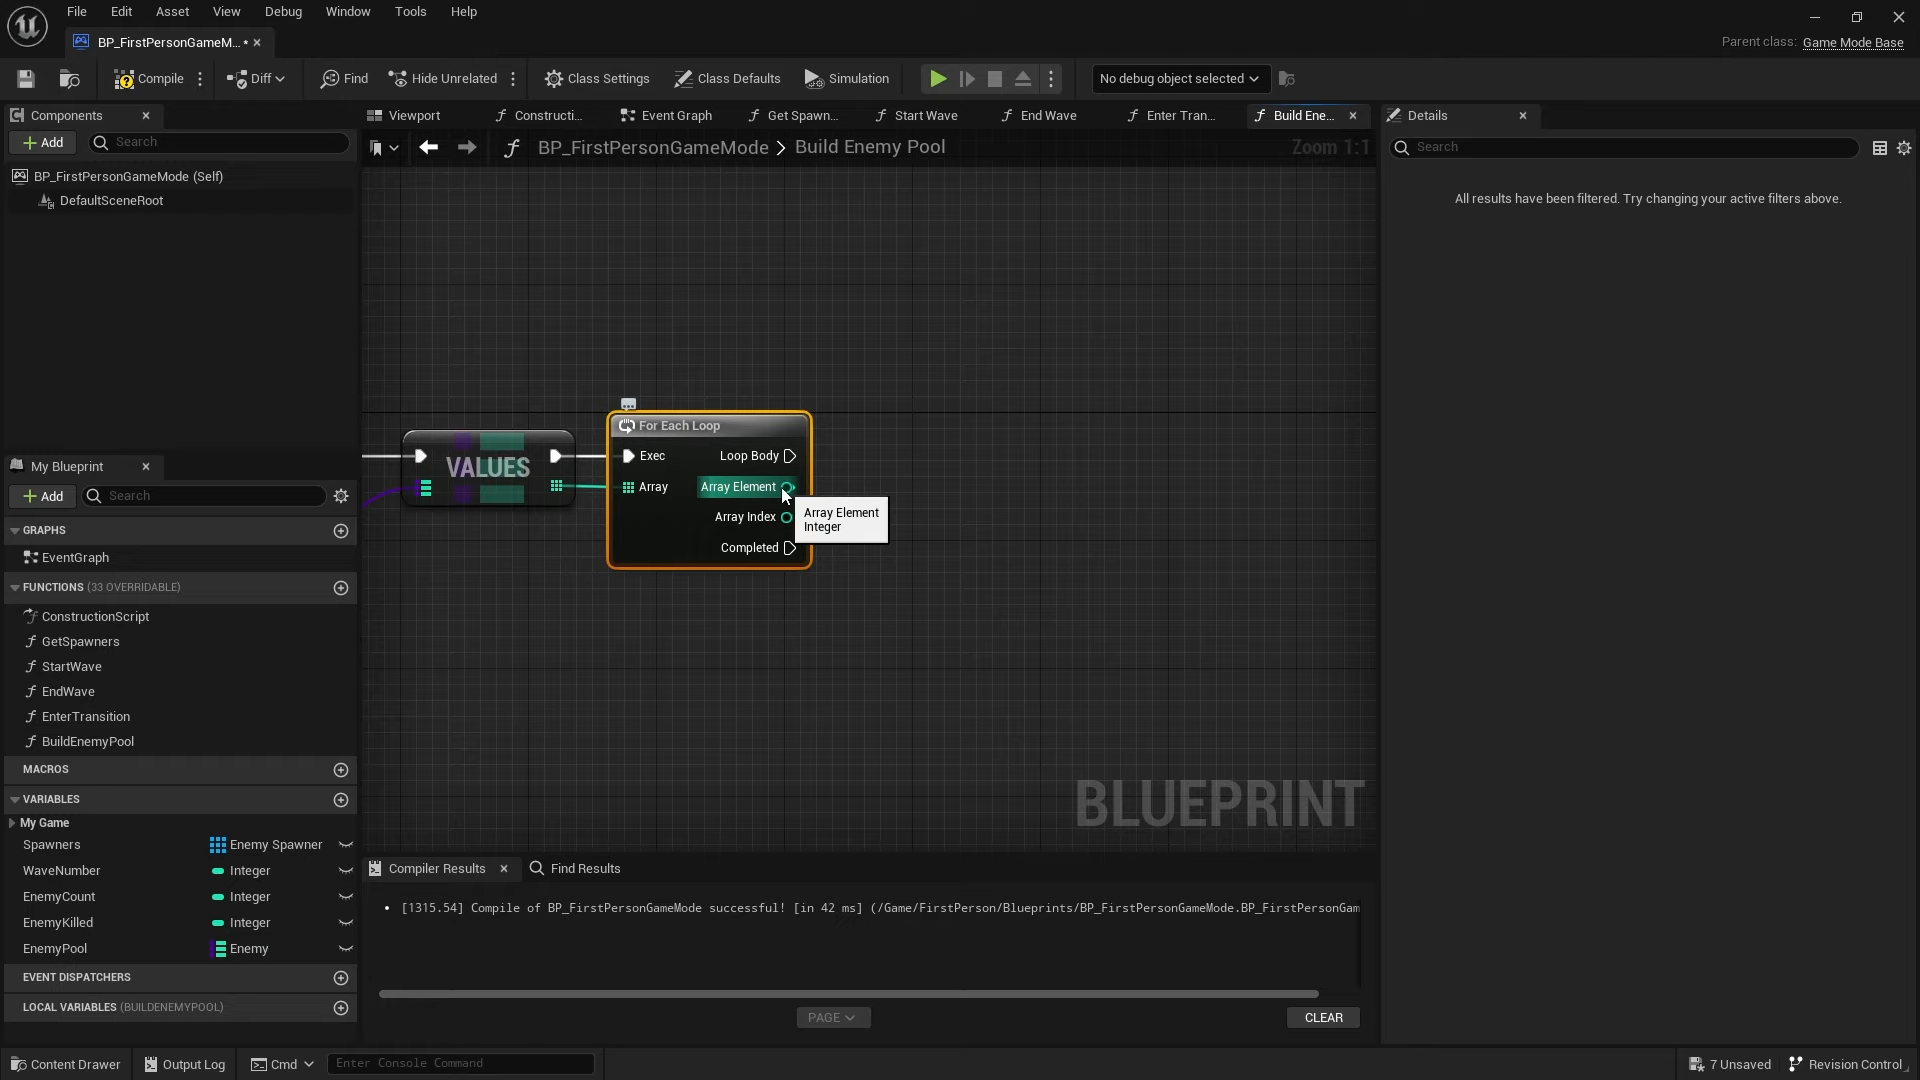 File Edit Asset View Debug Window Tools Help
BP_FirstPersonGameM... •
Parent class: Game Mode Base
Compile Diff Find Hide Unrelated Class Settings Class Defaults Simulation No debug object selected
Components
Add Search
BP_FirstPersonGameMode (Self)
DefaultSceneRoot
Viewport Constructi... Event Graph Get Spawn... Start Wave End Wave Enter Tran... Build Ene...
BP_FirstPersonGameMode > Build Enemy Pool Zoom 1:1
VALUES
For Each Loop
Exec Loop Body
Array Array Element
Array Index
Completed
Array Element
Integer
BLUEPRINT
My Blueprint
Add Search
GRAPHS
EventGraph
FUNCTIONS (33 OVERRIDABLE)
ConstructionScript
GetSpawners
StartWave
EndWave
EnterTransition
BuildEnemyPool
MACROS
VARIABLES
My Game
Spawners Enemy Spawner
WaveNumber Integer
EnemyCount Integer
EnemyKilled Integer
EnemyPool Enemy
EVENT DISPATCHERS
LOCAL VARIABLES (BUILDENEMYPOOL)
Compiler Results Find Results
• [1315.54] Compile of BP_FirstPersonGameMode successful! [in 42 ms] (/Game/FirstPerson/Blueprints/BP_FirstPersonGameMode.BP_FirstPersonGam
PAGE CLEAR
Details
Search
All results have been filtered. Try changing your active filters above.
Content Drawer Output Log Cmd Enter Console Command 7 Unsaved Revision Control